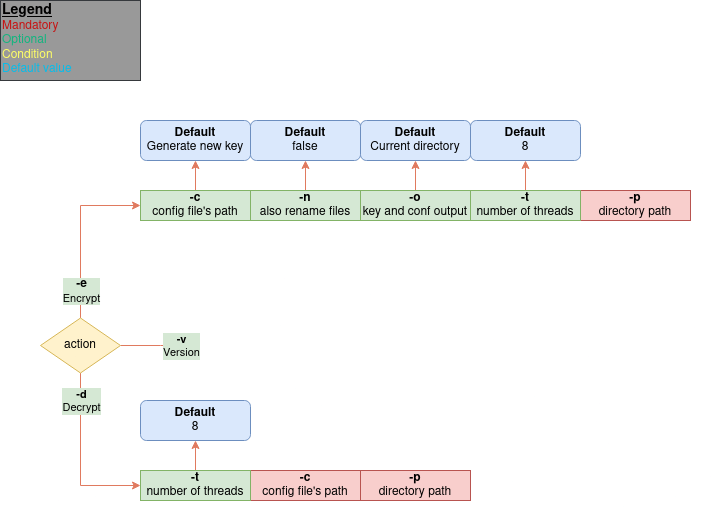 Legend
Mandatory
Optional
Condition
Default value
Default
Generate new key
Default
false
Default
Current directory
Default
8
-c
config file's path
-n
also rename files
-o
key and conf output
-t
number of threads
-p
directory path
-e
Encrypt
action
-v
Version
-d
Decrypt
Default
8
-t
number of threads
-c
config file's path
-p
directory path